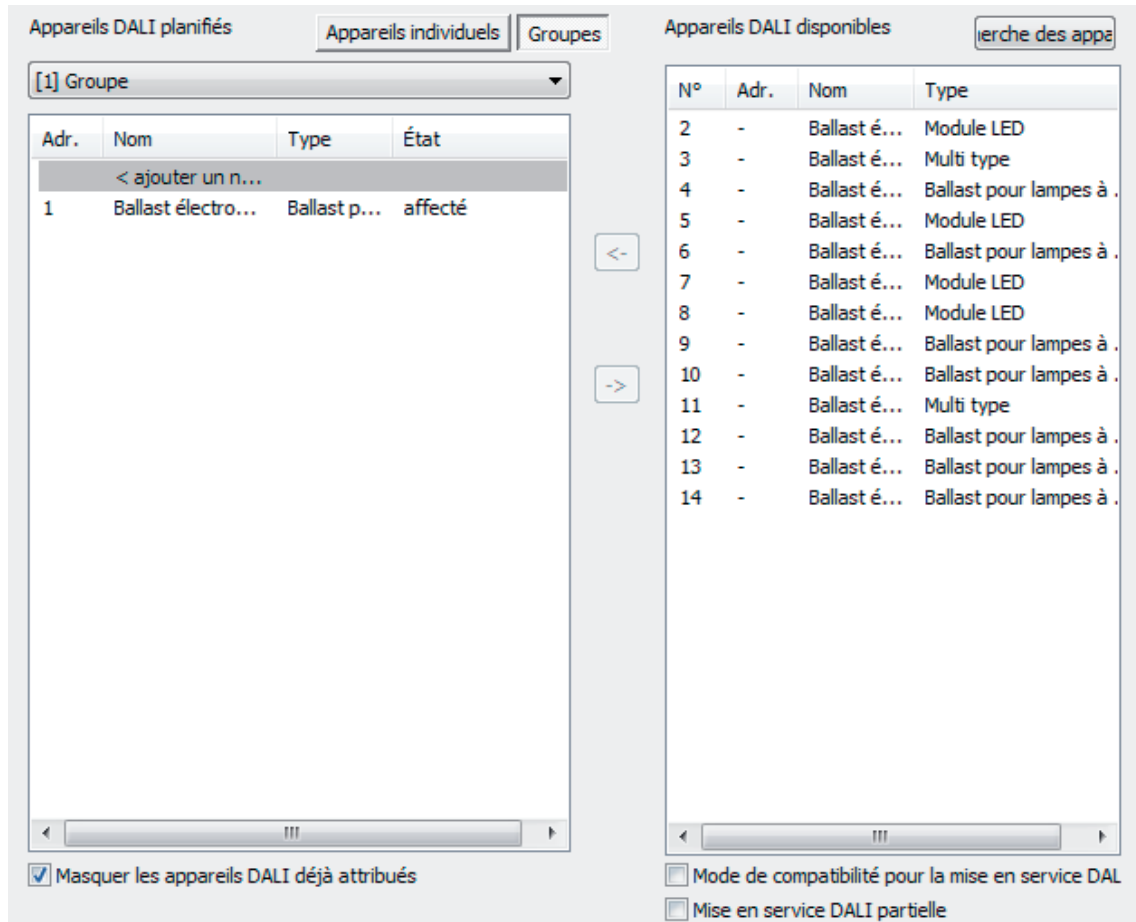 Appareils DALI planifiés
Appareils individuels
Groupes
[1] Groupe
Adr. Nom Type État
< ajouter un n...
1 Ballast électro... Ballast p... affecté
<-
->
Masquer les appareils DALI déjà attribués
Appareils DALI disponibles
erche des appa
N° Adr. Nom Type
2 - Ballast é... Module LED
3 - Ballast é... Multi type
4 - Ballast é... Ballast pour lampes à .
5 - Ballast é... Module LED
6 - Ballast é... Ballast pour lampes à .
7 - Ballast é... Module LED
8 - Ballast é... Module LED
9 - Ballast é... Ballast pour lampes à .
10 - Ballast é... Ballast pour lampes à .
11 - Ballast é... Multi type
12 - Ballast é... Ballast pour lampes à .
13 - Ballast é... Ballast pour lampes à .
14 - Ballast é... Ballast pour lampes à .
Mode de compatibilité pour la mise en service DAL
Mise en service DALI partielle